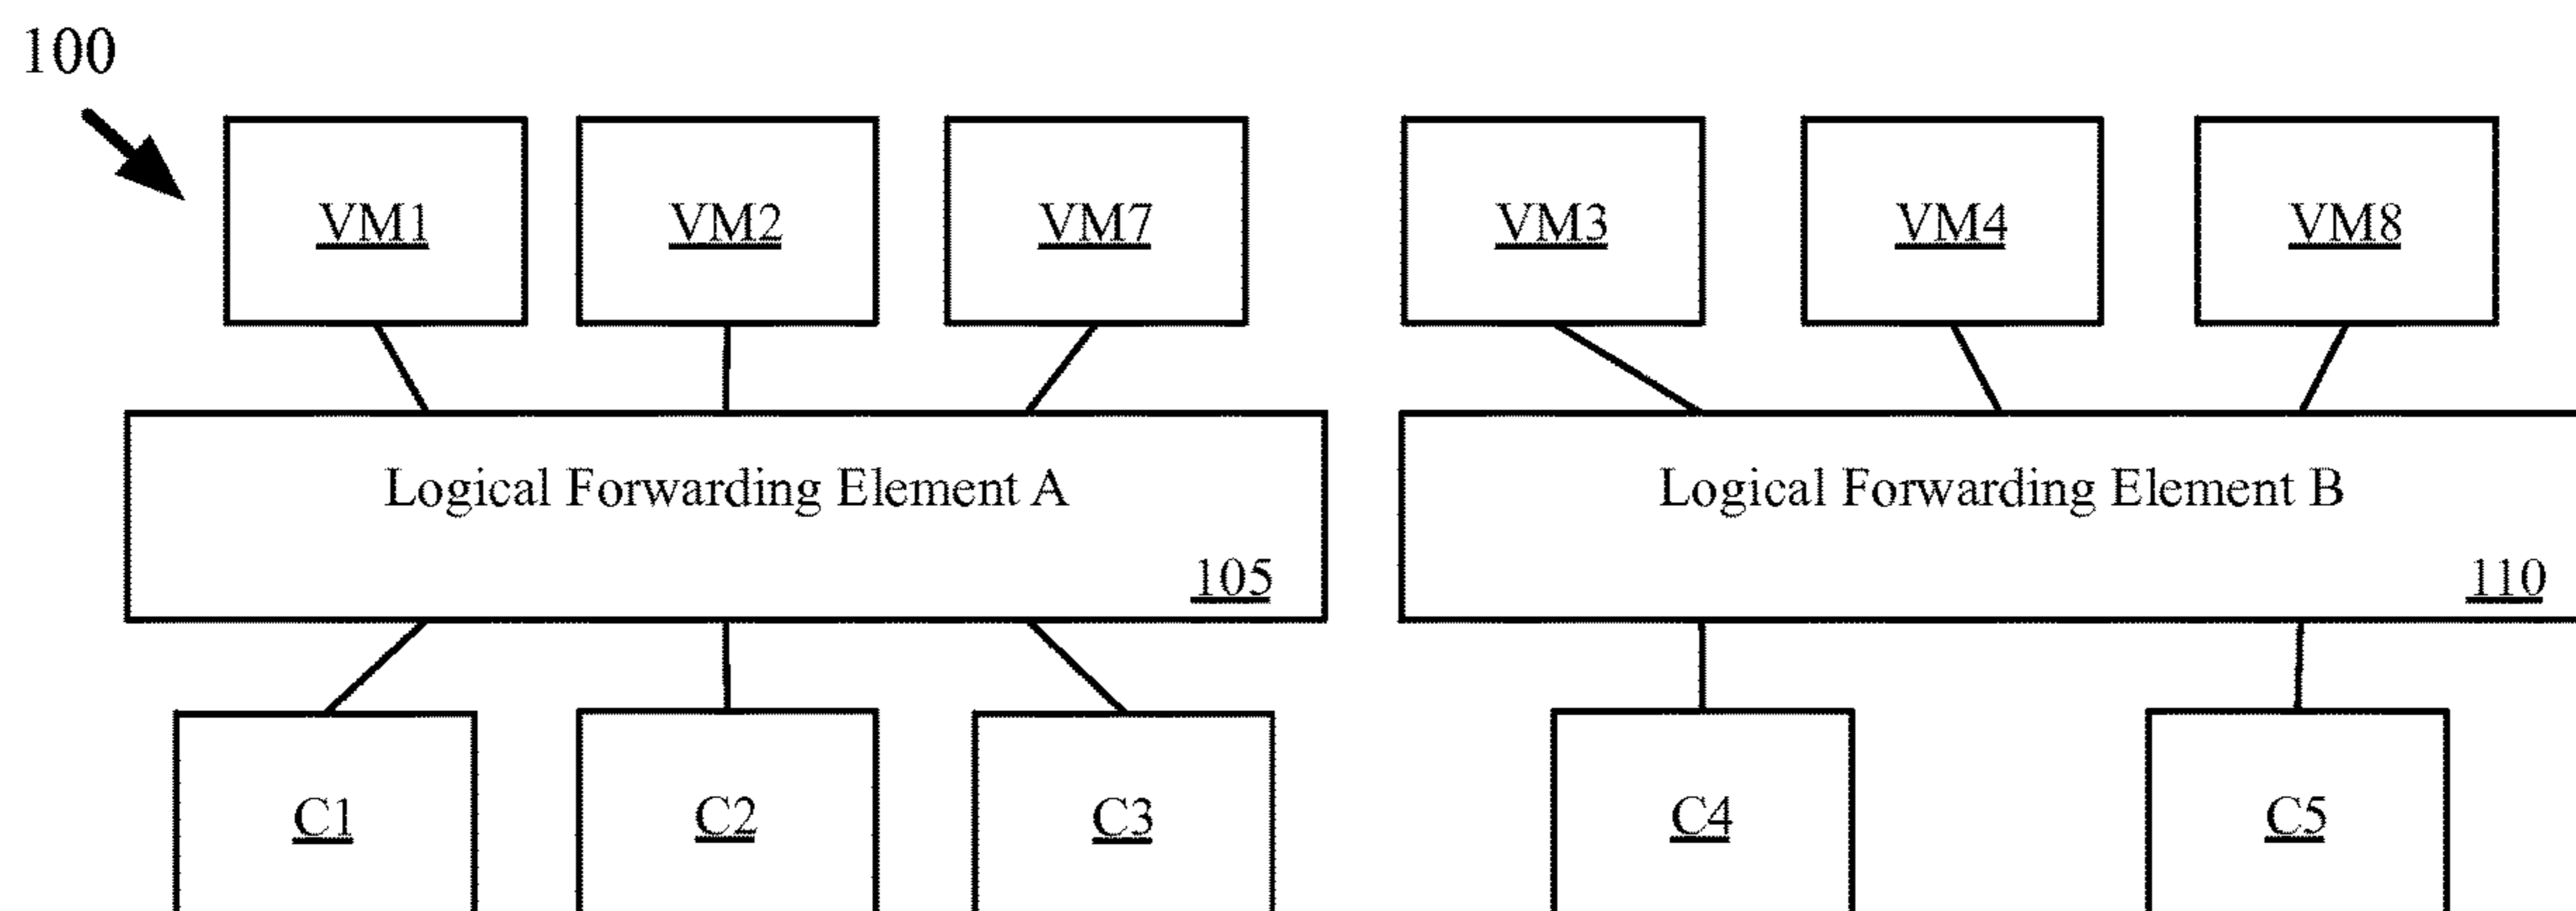 100
VM1 VM2 VM7 VM3 VM4 VM8
Logical Forwarding Element A
105
Logical Forwarding Element B
110
C1 C2 C3 C4 C5